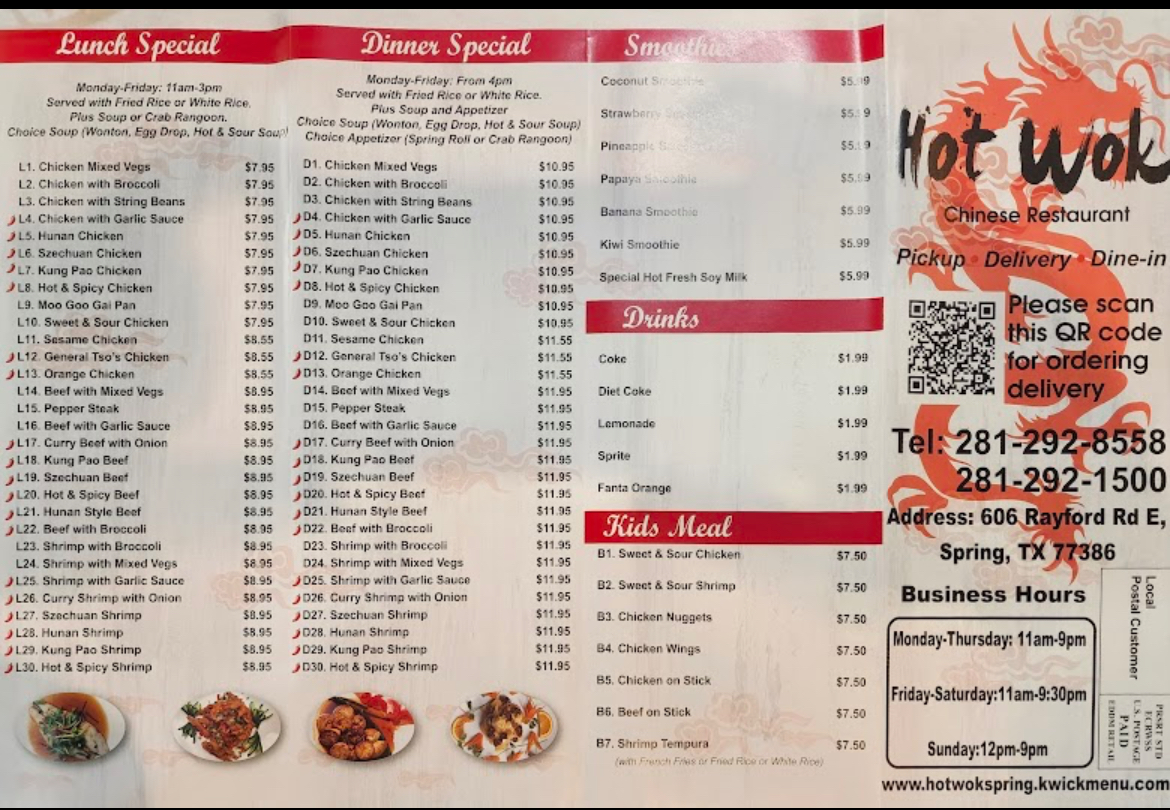 Lunch Special
Monday-Friday: 11am-3pm
Served with Fried Rice or White Rice.
Plus Soup or Crab Rangoon.
Choice Soup (Wonton, Egg Drop, Hot & Sour Soup)
L1. Chicken Mixed Vegs $7.95
L2. Chicken with Broccoli $7.95
L3. Chicken with String Beans $7.95
L4. Chicken with Garlic Sauce $7.95
L5. Hunan Chicken $7.95
L6. Szechuan Chicken $7.95
L7. Kung Pao Chicken $7.95
L8. Hot & Spicy Chicken $7.95
L9. Moo Goo Gai Pan $7.95
L10. Sweet & Sour Chicken $7.95
L11. Sesame Chicken $8.55
L12. General Tso's Chicken $8.55
L13. Orange Chicken $8.55
L14. Beef with Mixed Vegs $8.95
L15. Pepper Steak $8.95
L16. Beef with Garlic Sauce $8.95
L17. Curry Beef with Onion $8.95
L18. Kung Pao Beef $8.95
L19. Szechuan Beef $8.95
L20. Hot & Spicy Beef $8.95
L21. Hunan Style Beef $8.95
L22. Beef with Broccoli $8.95
L23. Shrimp with Broccoli $8.95
L24. Shrimp with Mixed Vegs $8.95
L25. Shrimp with Garlic Sauce $8.95
L26. Curry Shrimp with Onion $8.95
L27. Szechuan Shrimp $8.95
L28. Hunan Shrimp $8.95
L29. Kung Pao Shrimp $8.95
L30. Hot & Spicy Shrimp $8.95
Dinner Special
Monday-Friday: From 4pm
Served with Fried Rice or White Rice.
Plus Soup and Appetizer
Choice Soup (Wonton, Egg Drop, Hot & Sour Soup)
Choice Appetizer (Spring Roll or Crab Rangoon)
D1. Chicken Mixed Vegs $10.95
D2. Chicken with Broccoli $10.95
D3. Chicken with String Beans $10.95
D4. Chicken with Garlic Sauce $10.95
D5. Hunan Chicken $10.95
D6. Szechuan Chicken $10.95
D7. Kung Pao Chicken $10.95
D8. Hot & Spicy Chicken $10.95
D9. Moo Goo Gai Pan $10.95
D10. Sweet & Sour Chicken $10.95
D11. Sesame Chicken $11.55
D12. General Tso's Chicken $11.55
D13. Orange Chicken $11.55
D14. Beef with Mixed Vegs $11.95
D15. Pepper Steak $11.95
D16. Beef with Garlic Sauce $11.95
D17. Curry Beef with Onion $11.95
D18. Kung Pao Beef $11.95
D19. Szechuan Beef $11.95
D20. Hot & Spicy Beef $11.95
D21. Hunan Style Beef $11.95
D22. Beef with Broccoli $11.95
D23. Shrimp with Broccoli $11.95
D24. Shrimp with Mixed Vegs $11.95
D25. Shrimp with Garlic Sauce $11.95
D26. Curry Shrimp with Onion $11.95
D27. Szechuan Shrimp $11.95
D28. Hunan Shrimp $11.95
D29. Kung Pao Shrimp $11.95
D30. Hot & Spicy Shrimp $11.95
Smoothie
Coconut Smoothie $5.99
Strawberry $5.99
Pineapple $5.99
Papaya Smoothie $5.99
Banana Smoothie $5.99
Kiwi Smoothie $5.99
Special Hot Fresh Soy Milk $5.99
Drinks
Coke $1.99
Diet Coke $1.99
Lemonade $1.99
Sprite $1.99
Fanta Orange $1.99
Kids Meal
B1. Sweet & Sour Chicken $7.50
B2. Sweet & Sour Shrimp $7.50
B3. Chicken Nuggets $7.50
B4. Chicken Wings $7.50
B5. Chicken on Stick $7.50
B6. Beef on Stick $7.50
B7. Shrimp Tempura $7.50
(with French Fries or Fried Rice or White Rice)
Hot Wok
Chinese Restaurant
Pickup • Delivery • Dine-in
Please scan
this QR code
for ordering
delivery
Tel: 281-292-8558
281-292-1500
Address: 606 Rayford Rd E,
Spring, TX 77386
Business Hours
Monday-Thursday: 11am-9pm
Friday-Saturday:11am-9:30pm
Sunday:12pm-9pm
www.hotwokspring.kwickmenu.com
Local
Postal Customer
PRSRT STD
ECRWSS
U.S. POSTAGE
PAID
EDDM RETAIL